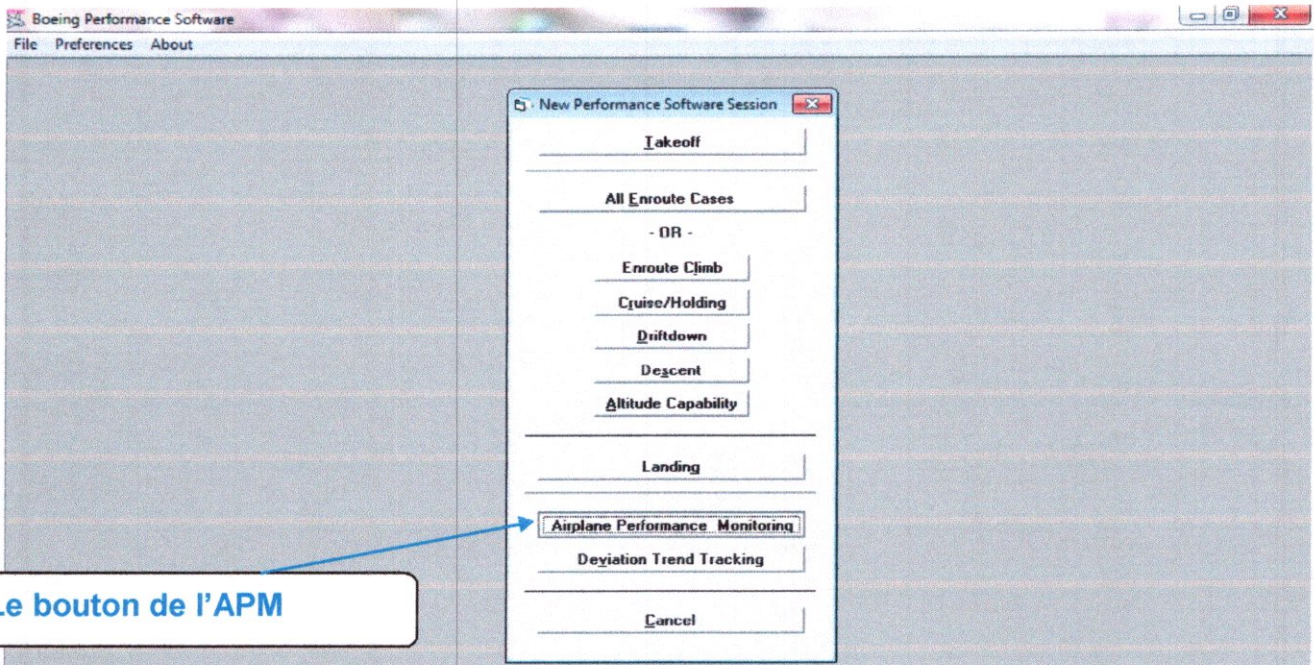 Boeing Performance Software
File Preferences About
New Performance Software Session
Takeoff
All Enroute Cases
- OR -
Enroute Climb
Cruise/Holding
Driftdown
Descent
Altitude Capability
Landing
Airplane Performance Monitoring
Deviation Trend Tracking
Le bouton de l'APM
Cancel